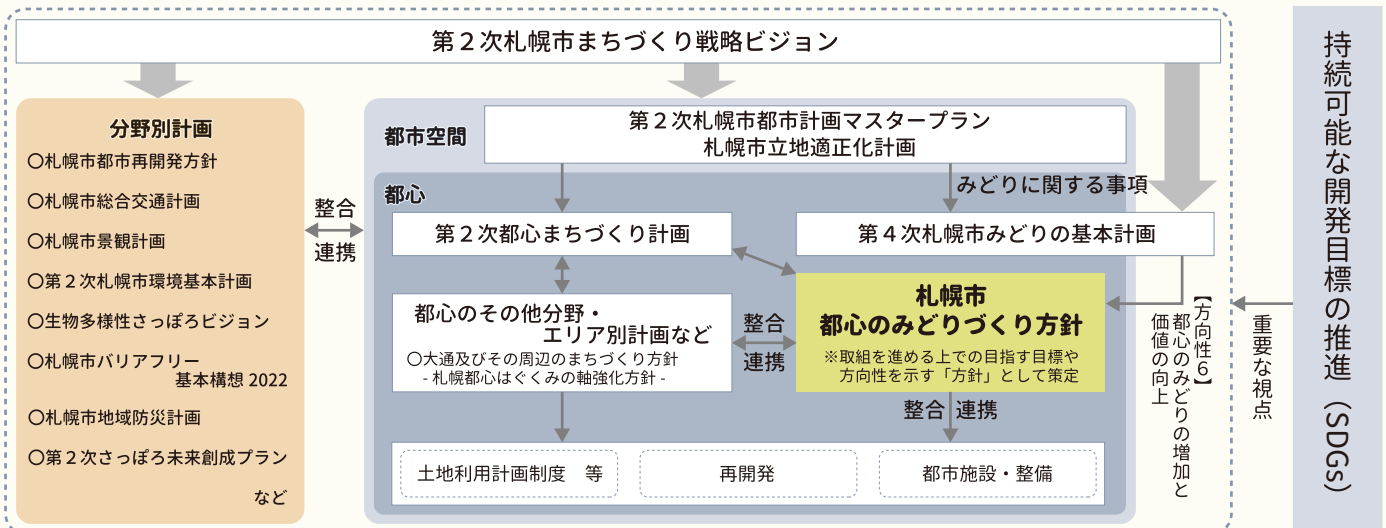 第２次札幌市まちづくり戦略ビジョン
分野別計画
〇札幌市都市再開発方針
〇札幌市総合交通計画
〇札幌市景観計画
〇第２次札幌市環境基本計画
〇生物多様性さっぽろビジョン
〇札幌市バリアフリー
基本構想 2022
〇札幌市地域防災計画
〇第２次さっぽろ未来創成プラン
など
整合
連携
都市空間
第２次札幌市都市計画マスタープラン
札幌市立地適正化計画
都心
みどりに関する事項
第２次都心まちづくり計画
第４次札幌市みどりの基本計画
都心のその他分野・
エリア別計画など
〇大通及びその周辺のまちづくり方針
- 札幌都心はぐくみの軸強化方針 -
整合
連携
札幌市
都心のみどりづくり方針
※取組を進める上での目指す目標や
方向性を示す「方針」として策定
整合 連携
土地利用計画制度　等
再開発
都市施設・整備
【方向性６】
都心のみどりの増加と
価値の向上
重要な視点
持続可能な開発目標の推進（SDGs）